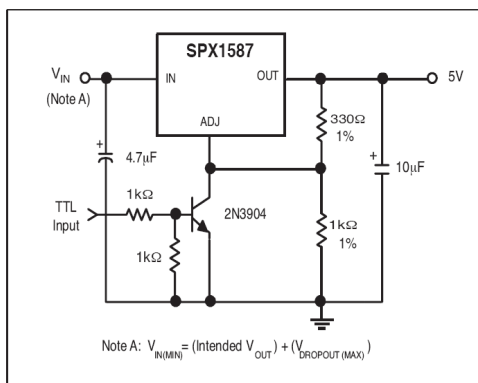 SPX1587
V_IN
(Note A)
IN
OUT
5V
ADJ
330Ω
1%
+
4.7µF
+
10µF
1kΩ
TTL
Input
2N3904
1kΩ
1kΩ
1%
Note A: V_IN(MIN) = (Intended V_OUT) + (V_DROPOUT (MAX))